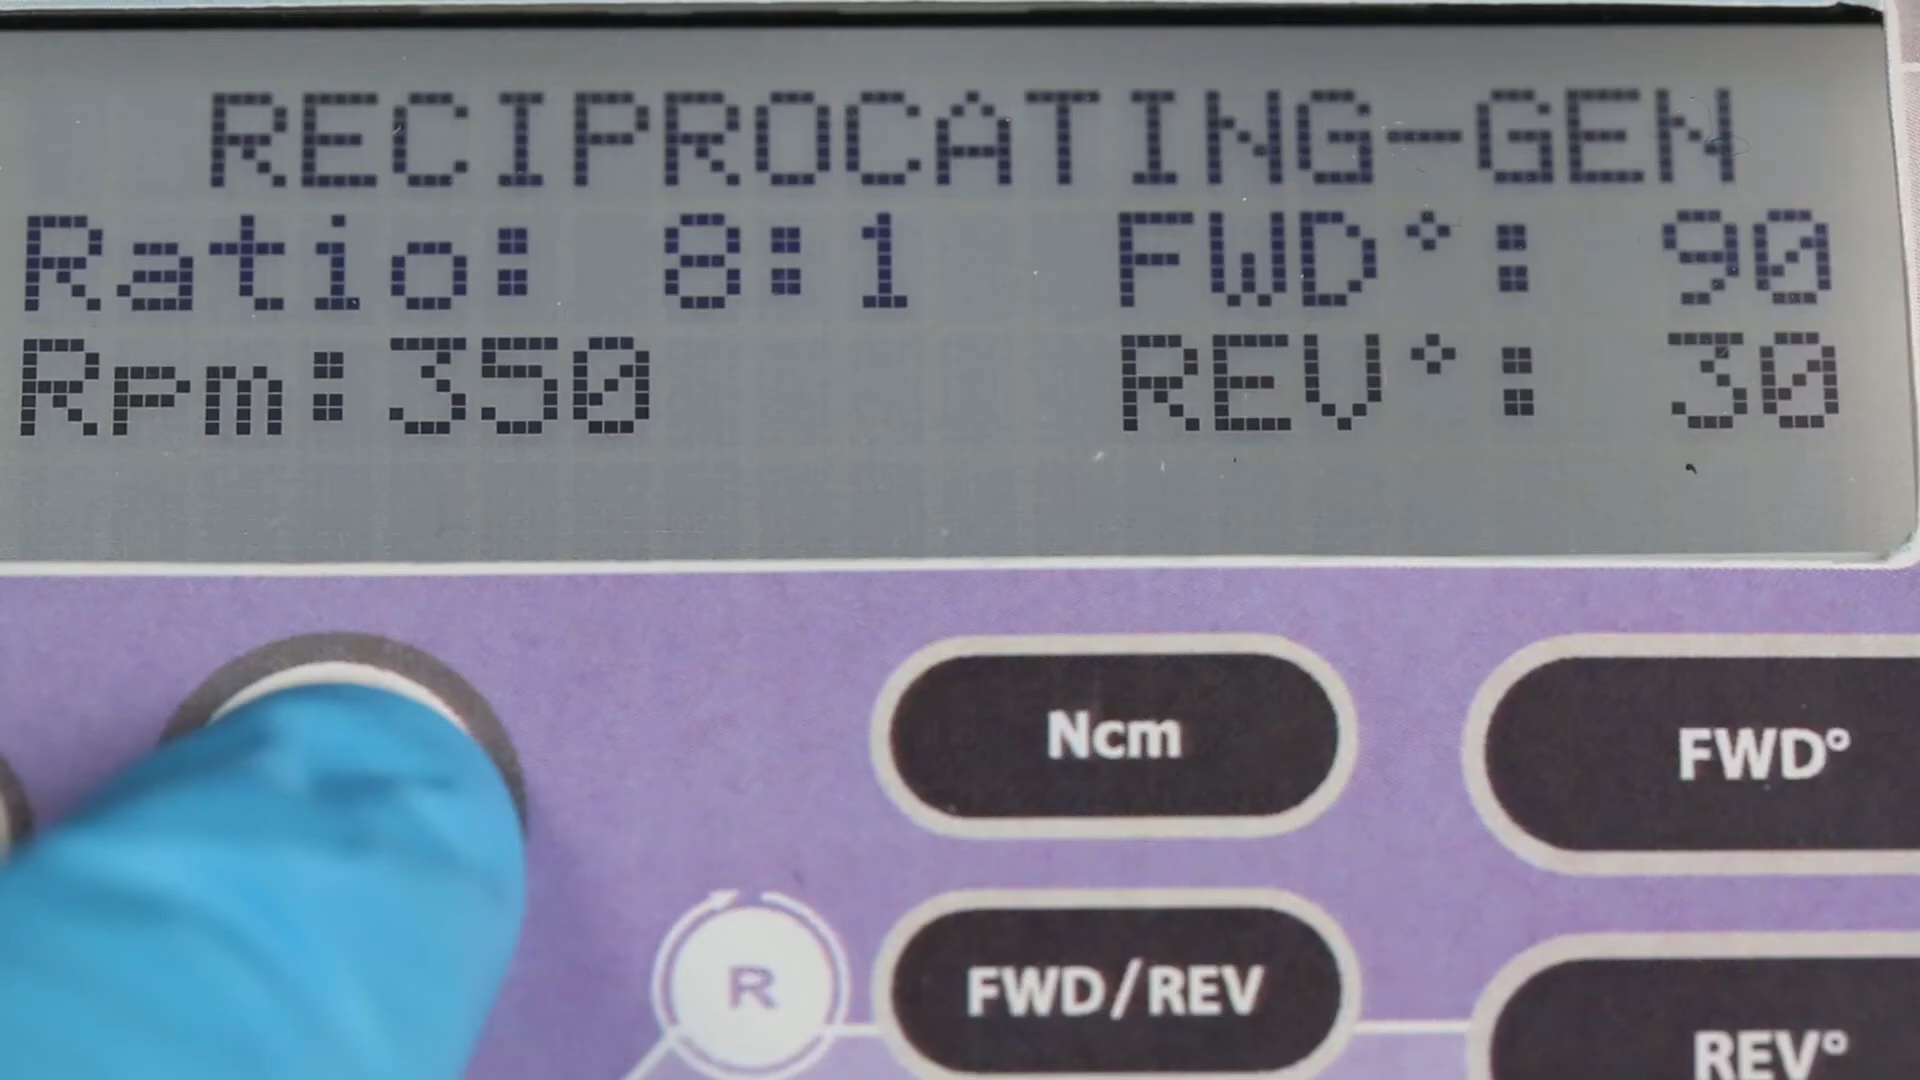 RECIPROCATING-GEN
Ratio: 8:1 FWD°: 90
Rpm:350 REV°: 30
Ncm
FWD°
R
FWD/REV
REV°